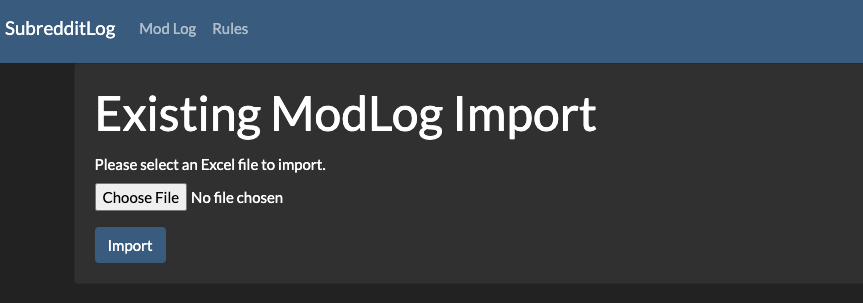 SubredditLog Mod Log Rules
Existing ModLog Import
Please select an Excel file to import.
Choose File No file chosen
Import